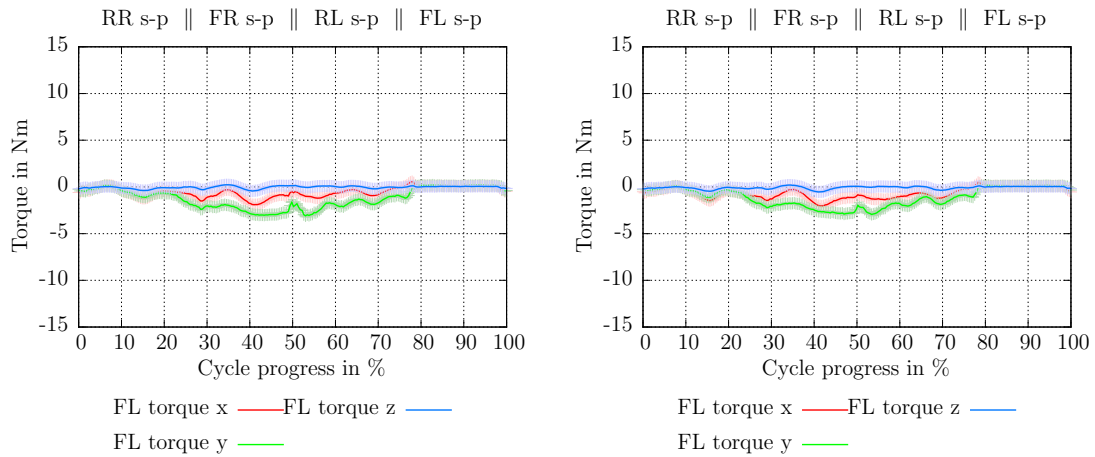 RR s-p ∥ FR s-p ∥ RL s-p ∥ FL s-p
15
10
5
0
-5
-10
-15
Torque in Nm
0 10 20 30 40 50 60 70 80 90 100
Cycle progress in %
FL torque x FL torque z
FL torque y
RR s-p ∥ FR s-p ∥ RL s-p ∥ FL s-p
15
10
5
0
-5
-10
-15
Torque in Nm
0 10 20 30 40 50 60 70 80 90 100
Cycle progress in %
FL torque x FL torque z
FL torque y